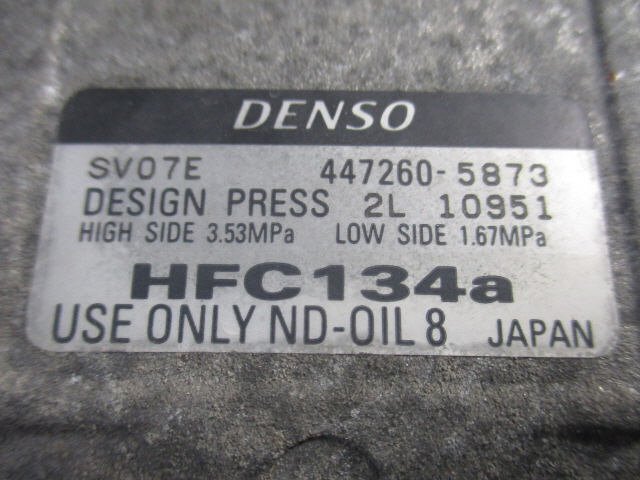 DENSO
SV07E 447260-5873
DESIGN PRESS 2L 10951
HIGH SIDE 3.53MPa LOW SIDE 1.67MPa
HFC134a
USE ONLY ND-OIL 8 JAPAN